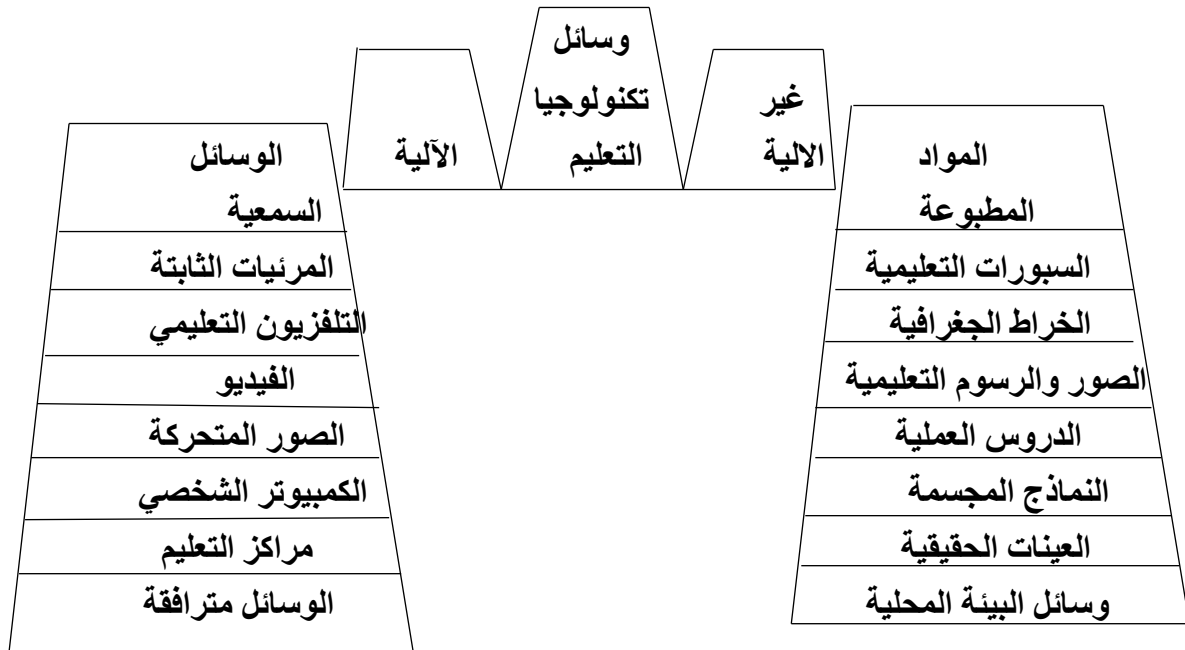 وسائل
تكنولوجيا
التعليم
غير
الالية
الآلية
المواد
المطبوعة
السبورات التعليمية
الخراط الجغرافية
الصور والرسوم التعليمية
الدروس العملية
النماذج المجسمة
العينات الحقيقية
وسائل البيئة المحلية
الوسائل
السمعية
المرئيات الثابتة
التلفزيون التعليمي
الفيديو
الصور المتحركة
الكمبيوتر الشخصي
مراكز التعليم
الوسائل مترافقة